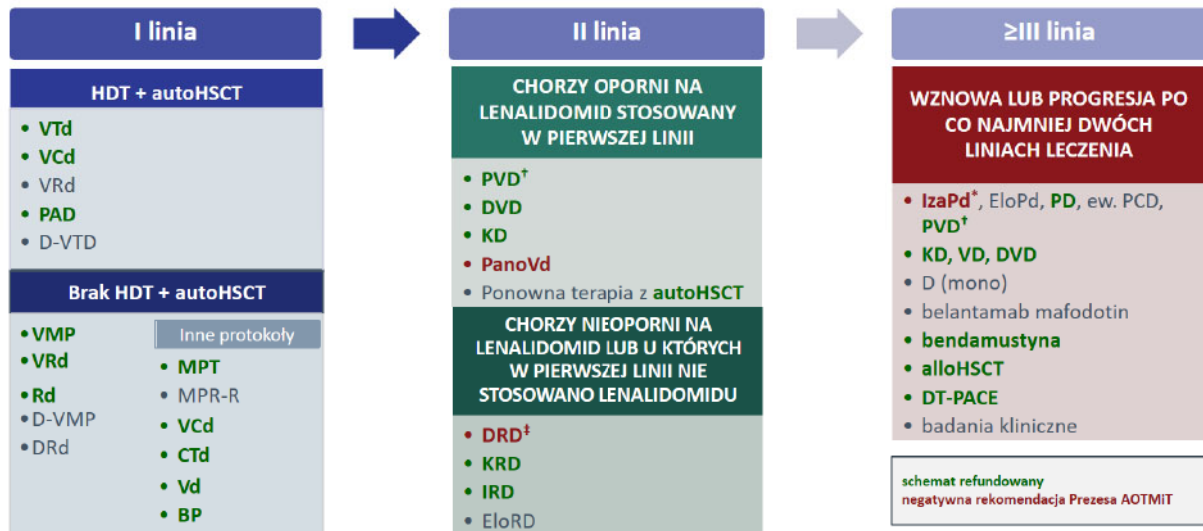 I linia
HDT + autoHSCT
• VTd
• VCd
• VRd
• PAD
• D-VTD
Brak HDT + autoHSCT
•VMP
•VRd
•Rd
•D-VMP
•DRd
Inne protokoły
• MPT
• MPR-R
• VCd
• CTd
• Vd
• BP
II linia
CHORZY OPORNI NA
LENALIDOMID STOSOWANY
W PIERWSZEJ LINII
• PVD†
• DVD
• KD
• PanoVd
• Ponowna terapia z autoHSCT
CHORZY NIEOPORNI NA
LENALIDOMID LUB U KTÓRYCH
W PIERWSZEJ LINII NIE
STOSOWANO LENALIDOMIDU
• DRD‡
• KRD
• IRD
• EloRD
≥III linia
WZNOWA LUB PROGRESJA PO
CO NAJMNIEJ DWÓCH
LINIACH LECZENIA
• IzaPd*, EloPd, PD, ew. PCD,
PVD†
• KD, VD, DVD
• D (mono)
• belantamab mafodotin
• bendamustyna
• alloHSCT
• DT-PACE
• badania kliniczne
schemat refundowany
negatywna rekomendacja Prezesa AOTMiT